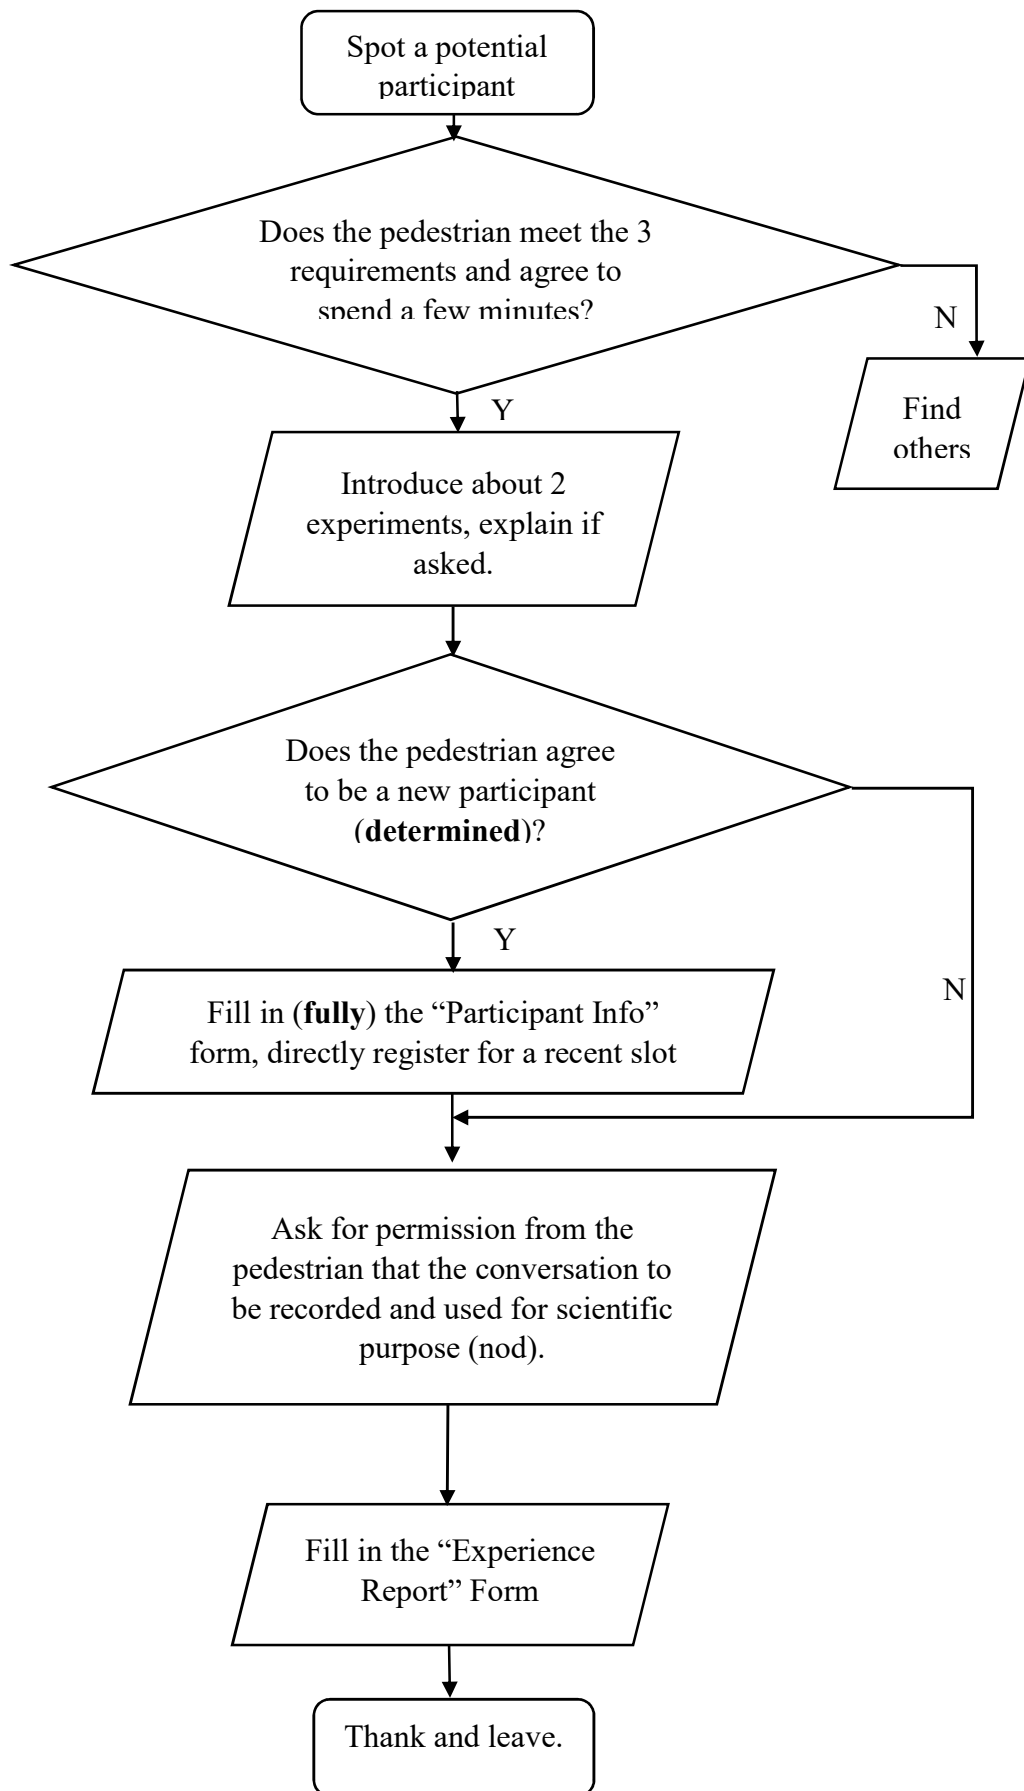 Spot a potential
participant
Does the pedestrian meet the 3
requirements and agree to
spend a few minutes?
N
Find
others
Y
Introduce about 2
experiments, explain if
asked.
Does the pedestrian agree
to be a new participant
(determined)?
Y
N
Fill in (fully) the “Participant Info”
form, directly register for a recent slot
Ask for permission from the
pedestrian that the conversation to
be recorded and used for scientific
purpose (nod).
Fill in the “Experience
Report” Form
Thank and leave.